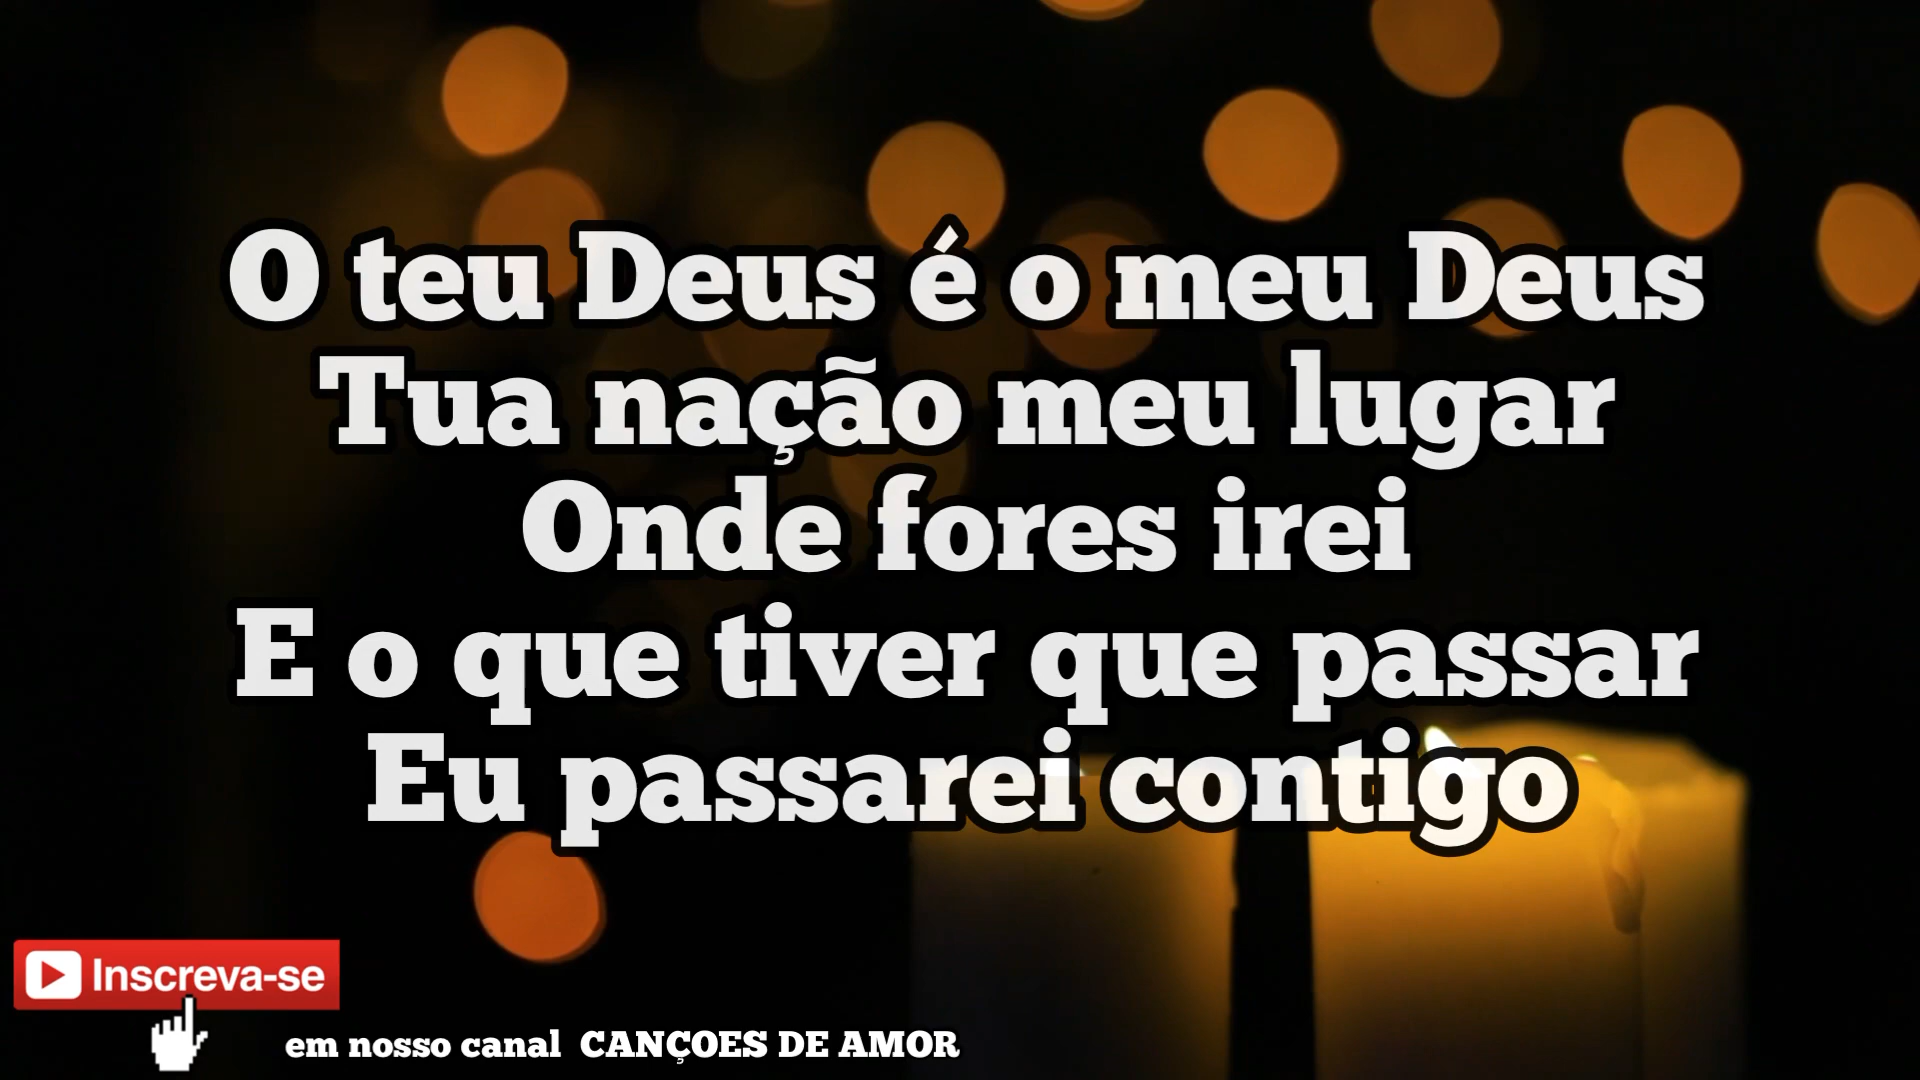 O teu Deus é o meu Deus
Tua nação meu lugar
Onde fores irei
E o que tiver que passar
Eu passarei contigo
Inscreva-se
em nosso canal CANÇOES DE AMOR